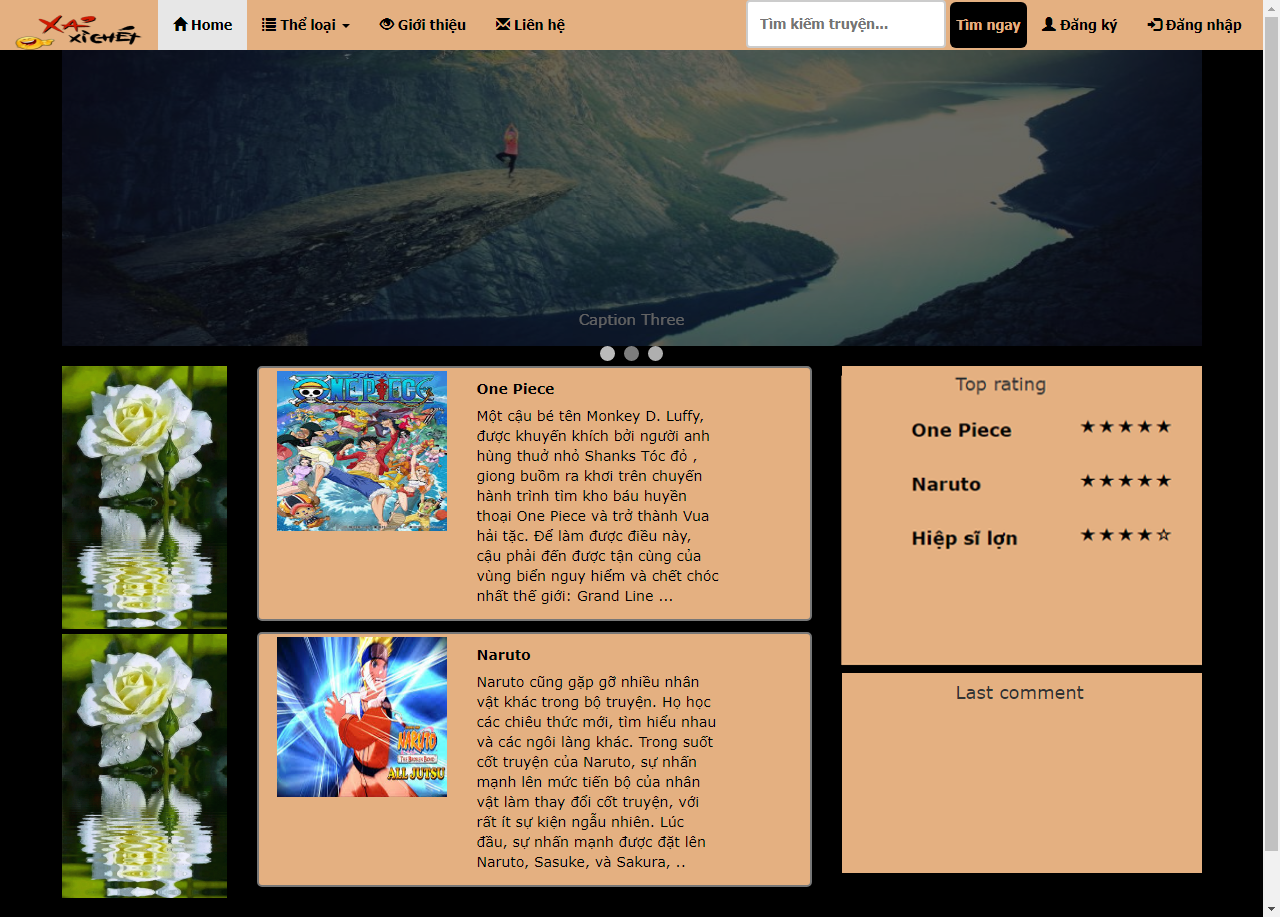 XẢ
XÌ CHÉT
Home
Thể loại
Giới thiệu
Liên hệ
Tìm kiếm truyện...
Tìm ngay
Đăng ký
Đăng nhập
Caption Three
ONE PIECE
One Piece
Một cậu bé tên Monkey D. Luffy,
được khuyến khích bởi người anh
hùng thuở nhỏ Shanks Tóc đỏ ,
giong buồm ra khơi trên chuyến
hành trình tìm kho báu huyền
thoại One Piece và trở thành Vua
hải tặc. Để làm được điều này,
cậu phải đến được tận cùng của
vùng biển nguy hiểm và chết chóc
nhất thế giới: Grand Line ...
NARUTO
ALL JUTSU
Naruto
Naruto cũng gặp gỡ nhiều nhân
vật khác trong bộ truyện. Họ học
các chiêu thức mới, tìm hiểu nhau
và các ngôi làng khác. Trong suốt
cốt truyện của Naruto, sự nhấn
mạnh lên mức tiến bộ của nhân
vật làm thay đổi cốt truyện, với
rất ít sự kiện ngẫu nhiên. Lúc
đầu, sự nhấn mạnh được đặt lên
Naruto, Sasuke, và Sakura, ..
Top rating
One Piece ★★★★★
Naruto ★★★★★
Hiệp sĩ lợn ★★★★☆
Last comment